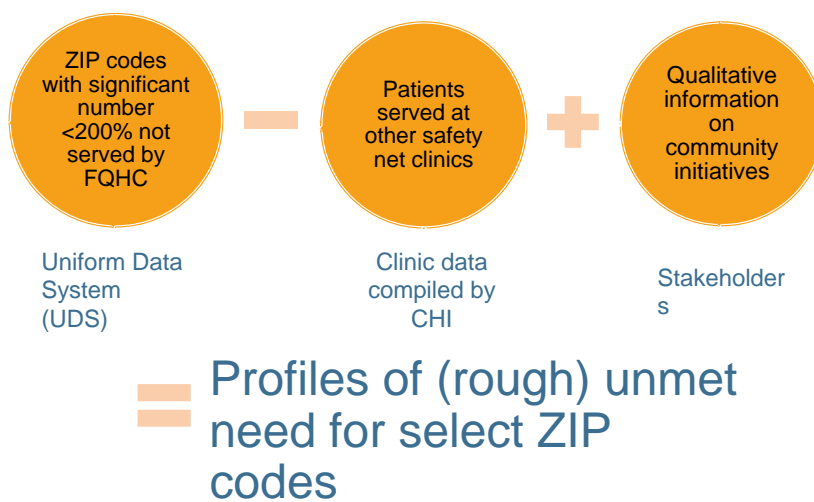 ZIP codes
with significant
number
<200% not
served by
FQHC
Patients
served at
other safety
net clinics
Qualitative
information
on
community
initiatives
Uniform Data
System
(UDS)
Clinic data
compiled by
CHI
Stakeholder
s
Profiles of (rough) unmet
need for select ZIP
codes